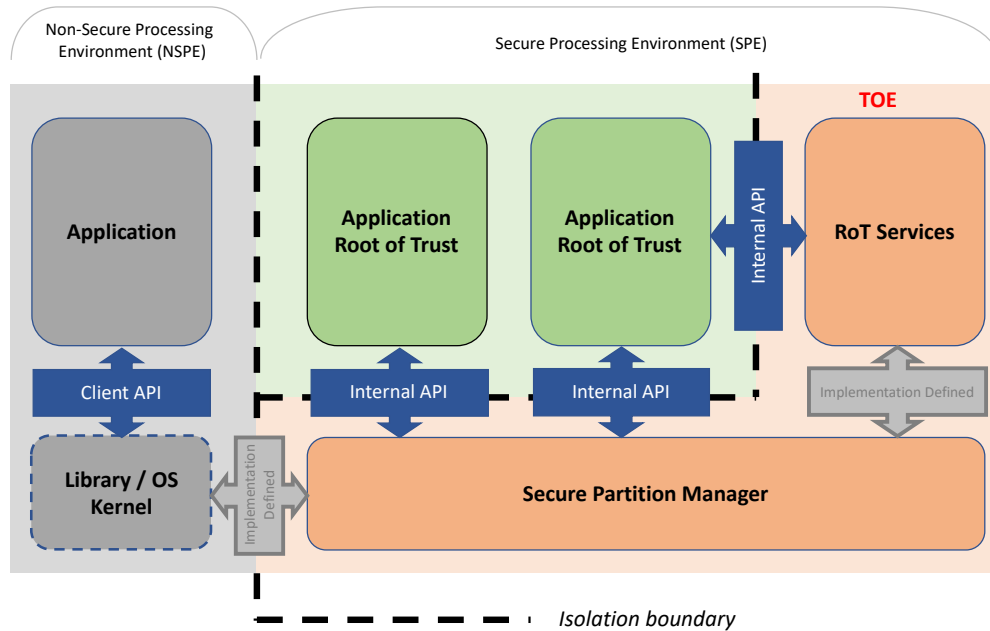 Non-Secure Processing
Environment (NSPE)
Secure Processing Environment (SPE)
TOE
Application
Application
Root of Trust
Application
Root of Trust
Internal API
RoT Services
Client API
Internal API
Internal API
Implementation Defined
Library / OS
Kernel
Implementation
Defined
Secure Partition Manager
Isolation boundary